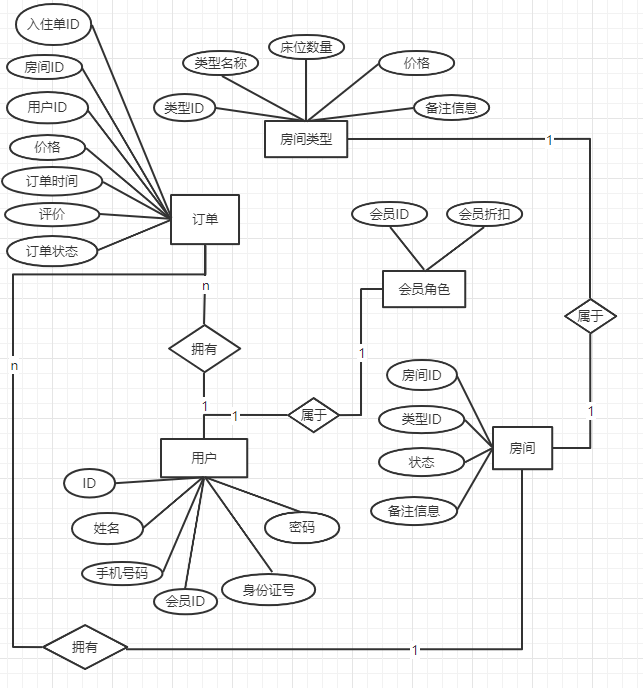 入住单ID
房间ID
用户ID
价格
订单时间
评价
订单状态
订单
类型ID
类型名称
床位数量
价格
备注信息
房间类型
1
会员ID
会员折扣
会员角色
属于
1
n
拥有
1
1
属于
1
n
房间ID
类型ID
状态
备注信息
房间
用户
ID
姓名
手机号码
会员ID
身份证号
密码
拥有
1